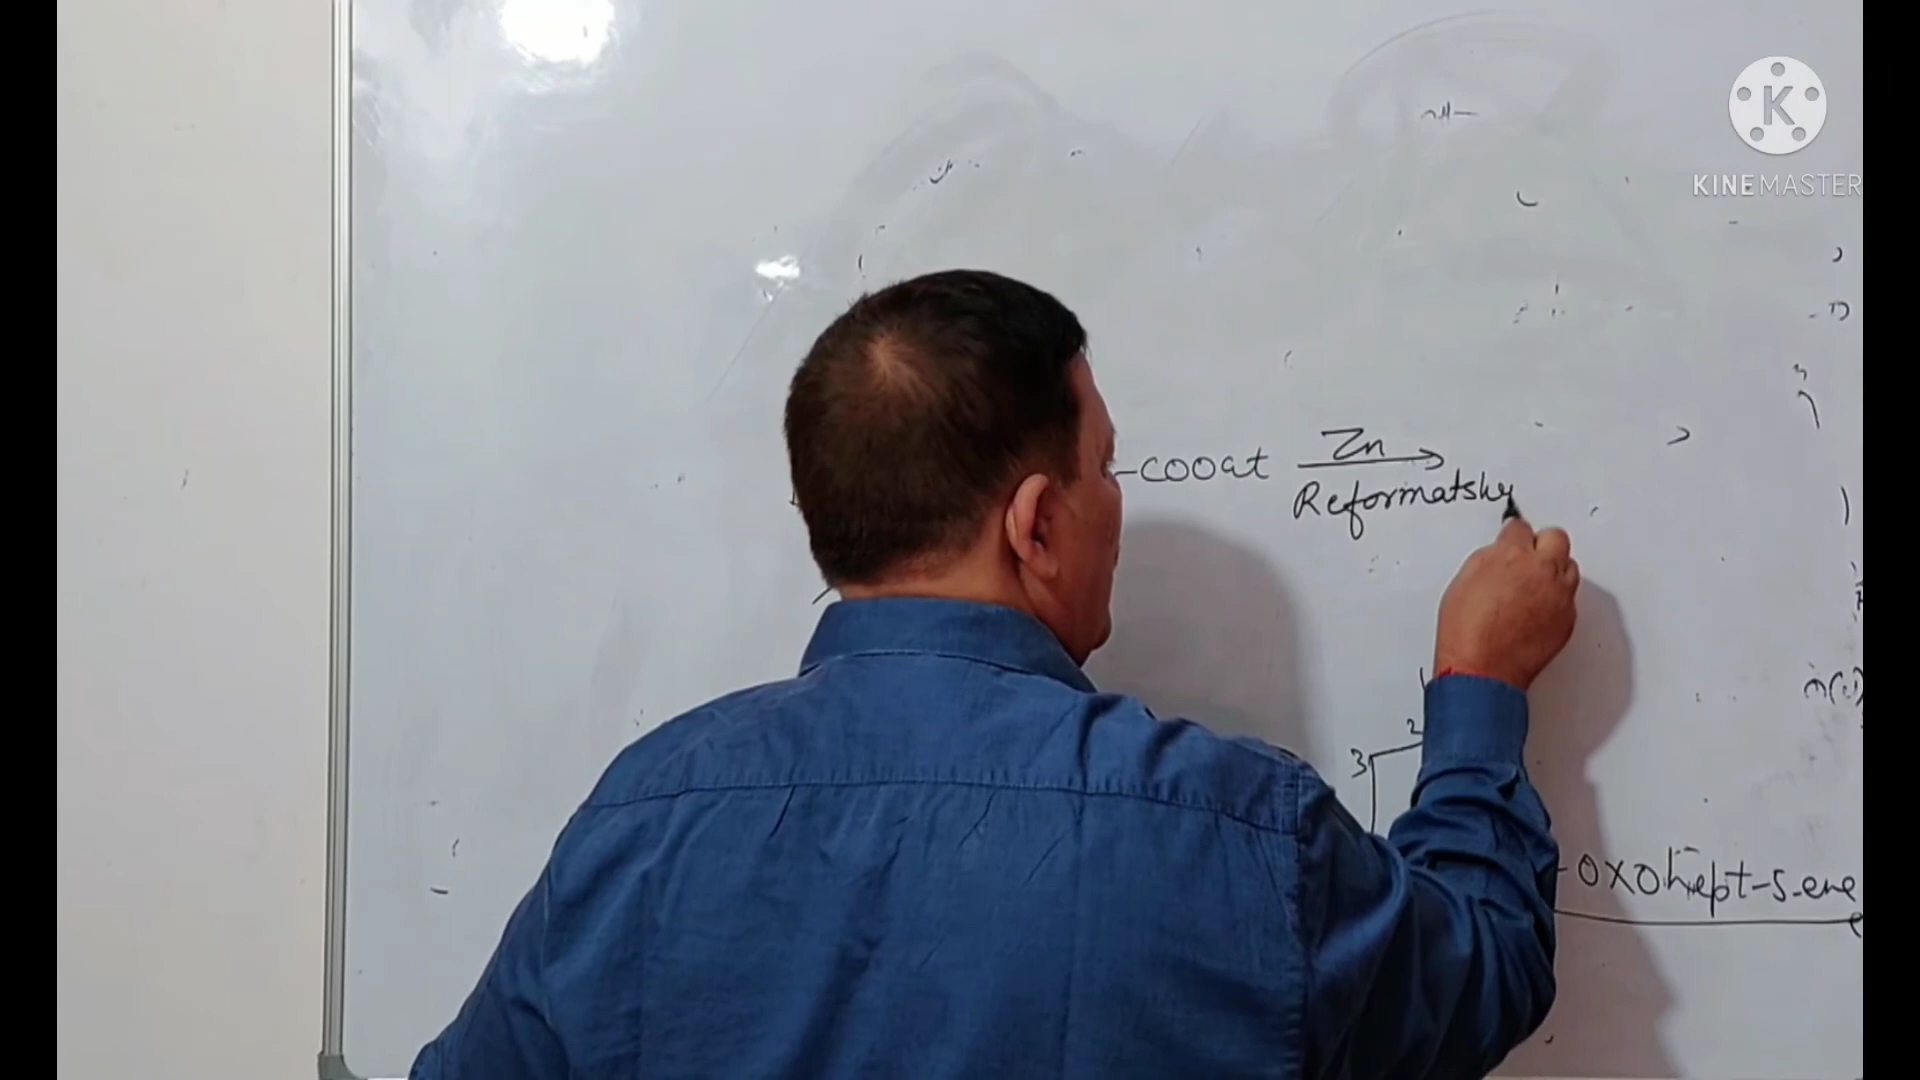 KINEMASTER
Zn
-COOEt
Reformatsky
2
3
-oxohept-5-ene